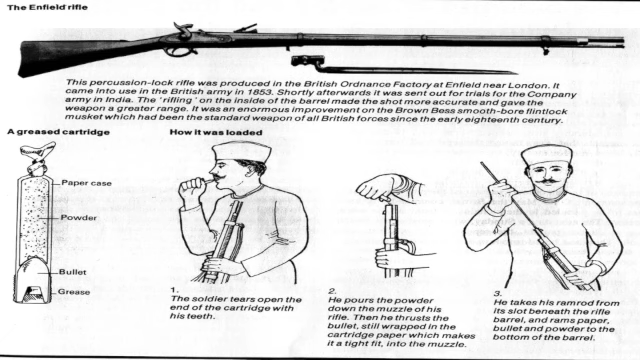 The Enfield rifle
This percussion-lock rifle was produced in the British Ordnance Factory at Enfield near London. It
came into use in the British army in 1853. Shortly afterwards it was sent out for trials for the Company
army in India. The 'rifling' on the inside of the barrel made the shot more accurate and gave the
weapon a greater range. It was an enormous improvement on the Brown Bess smooth-bore flintlock
musket which had been the standard weapon of all British forces since the early eighteenth century.
A greased cartridge
How it was loaded
Paper case
Powder
Bullet
Grease
1.
The soldier tears open the
end of the cartridge with
his teeth.
2.
He pours the powder
down the muzzle of his
rifle. Then he thrusts the
bullet, still wrapped in the
cartridge paper which makes
it a tight fit, into the muzzle.
3.
He takes his ramrod from
its slot beneath the rifle
barrel, and rams paper,
bullet and powder to the
bottom of the barrel.